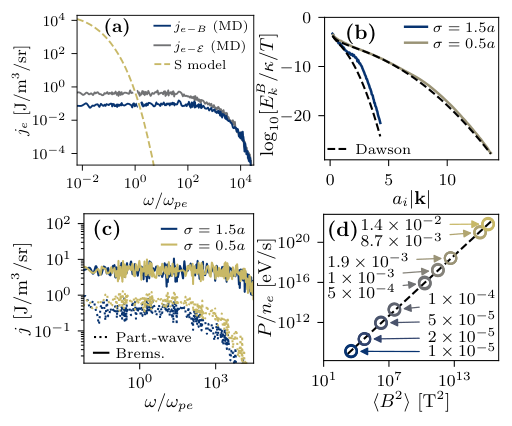 (a)
j_{e−B} (MD)
j_{e−ℰ} (MD)
S model
10^4
10^2
10^0
10^{−2}
10^{−4}
j_e [J/m^3/sr]
10^{−2} 10^0 10^2 10^4
ω/ω_{pe}
(b)
σ = 1.5a
σ = 0.5a
Dawson
0
−10
−20
log_{10}[E_k^B/κ/T]
0 5 10
a_i|k|
(c)
σ = 1.5a
σ = 0.5a
Part.-wave
Brems.
10^2
10^1
10^0
10^{−1}
j [J/m^3/sr]
10^0 10^3
ω/ω_{pe}
(d)
1.4 × 10^{−2}
8.7 × 10^{−3}
1.9 × 10^{−3}
1 × 10^{−3}
5 × 10^{−4}
1 × 10^{−4}
5 × 10^{−5}
2 × 10^{−5}
1 × 10^{−5}
10^{20}
10^{16}
10^{12}
P/n_e [eV/s]
10^1 10^7 10^{13}
⟨B^2⟩ [T^2]